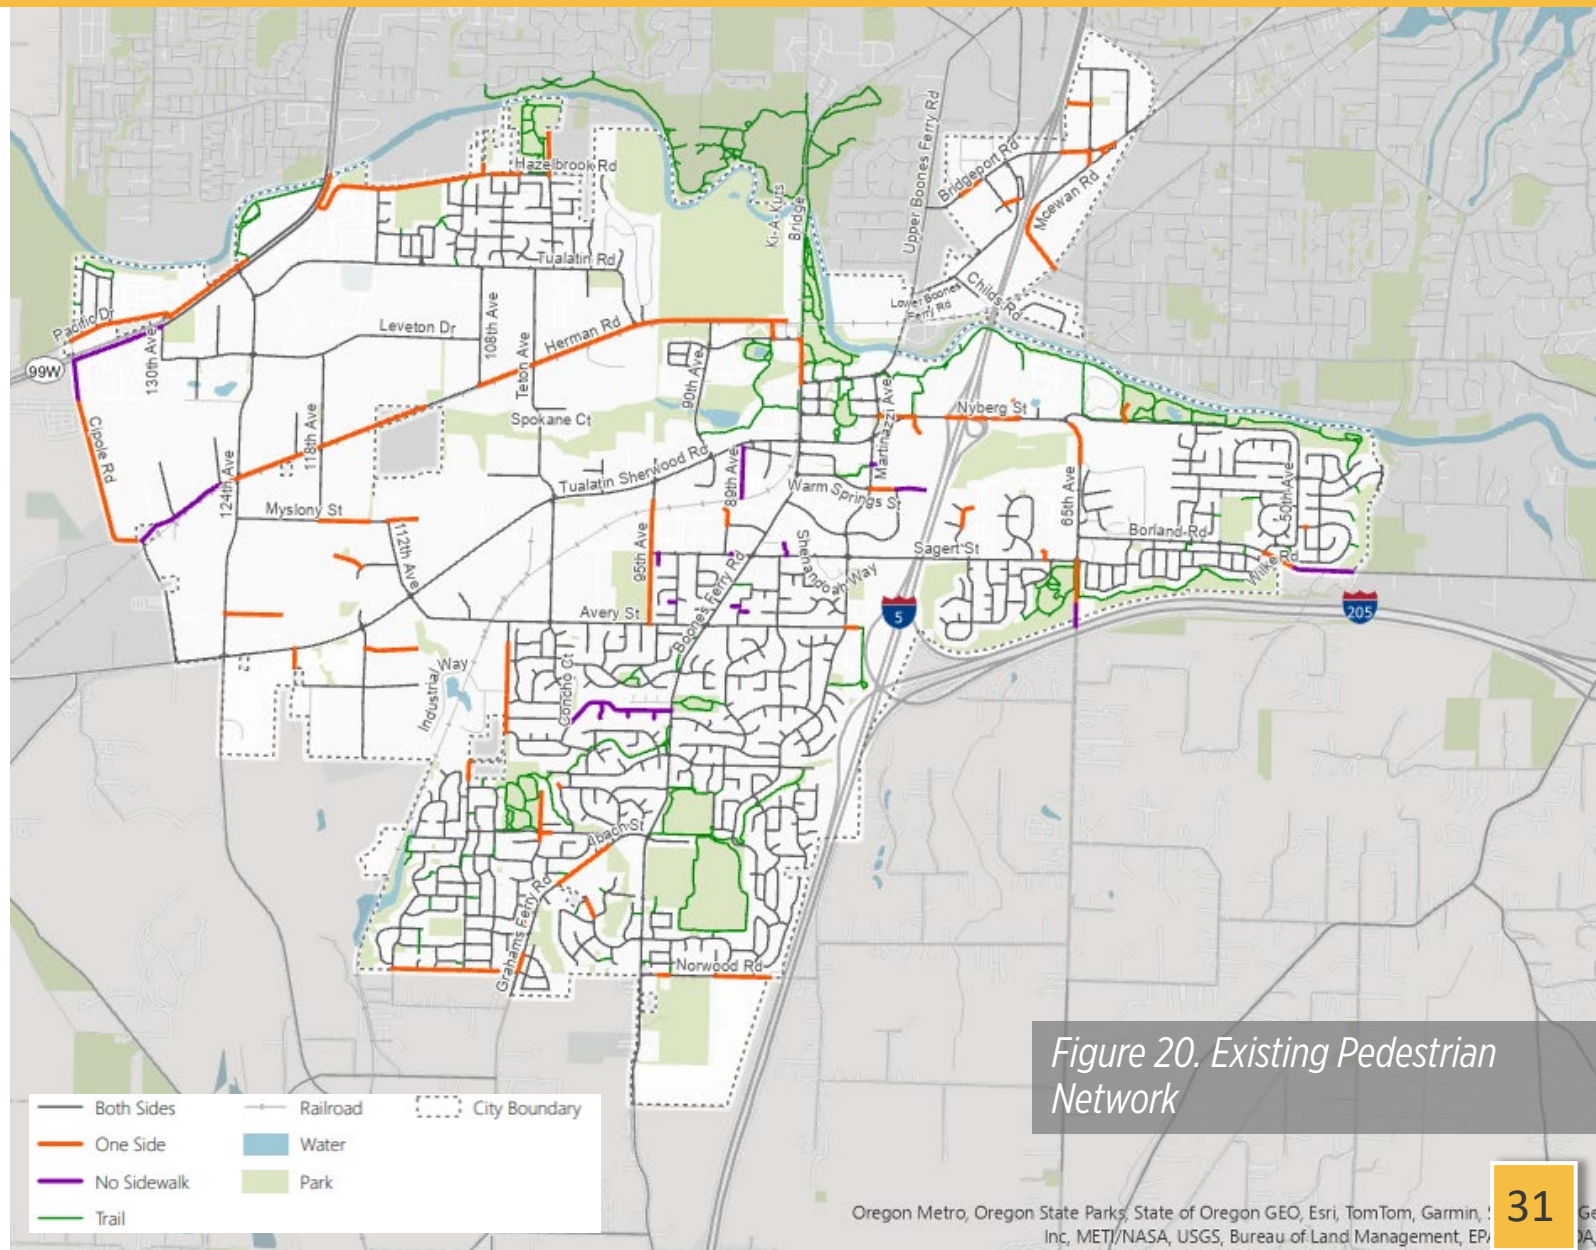 Hazelbrook Rd
Ki-A-Kuts
Bridge
Upper Boones Ferry Rd
Bridgeport Rd
Mcewan Rd
Tualatin Rd
Lower Boones
Ferry Rd
Childs Rd
Pacific Dr
99W
130th Ave
Leveton Dr
108th Ave
Teton Ave
Herman Rd
90th Ave
Spokane Ct
Martinazzi Ave
Nyberg St
Cipole Rd
118th Ave
124th Ave
Tualatin Sherwood Rd
89th Ave
Warm Springs St
65th Ave
50th Ave
Myslony St
112th Ave
95th Ave
Boones Ferry Rd
Shenandoah Way
Sagert St
Borland Rd
Wilke Rd
Avery St
5
205
Industrial Way
Concho Ct
Abach St
Grahams Ferry Rd
Norwood Rd
Figure 20. Existing Pedestrian
Network
Both Sides
Railroad
City Boundary
One Side
Water
No Sidewalk
Park
Trail
Oregon Metro, Oregon State Parks, State of Oregon GEO, Esri, TomTom, Garmin,
Inc, METI/NASA, USGS, Bureau of Land Management,
31